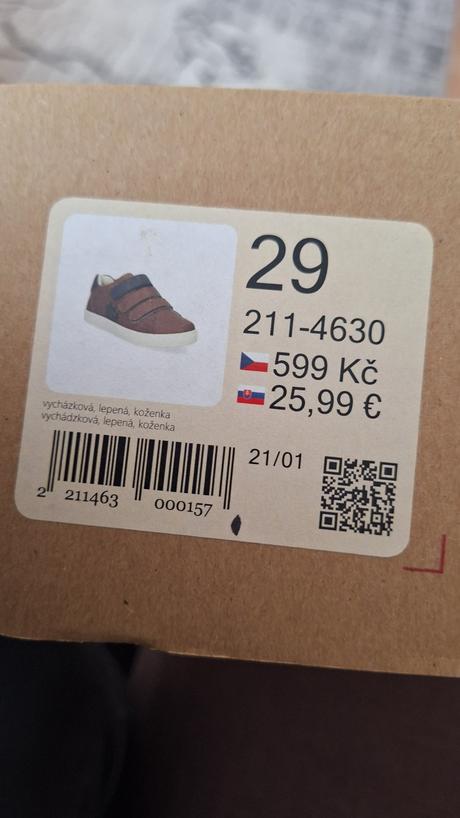 29
211-4630
599 Kč
25,99 €
vycházková, lepená, koženka
vychádzková, lepená, koženka
21/01
2 211463 000157